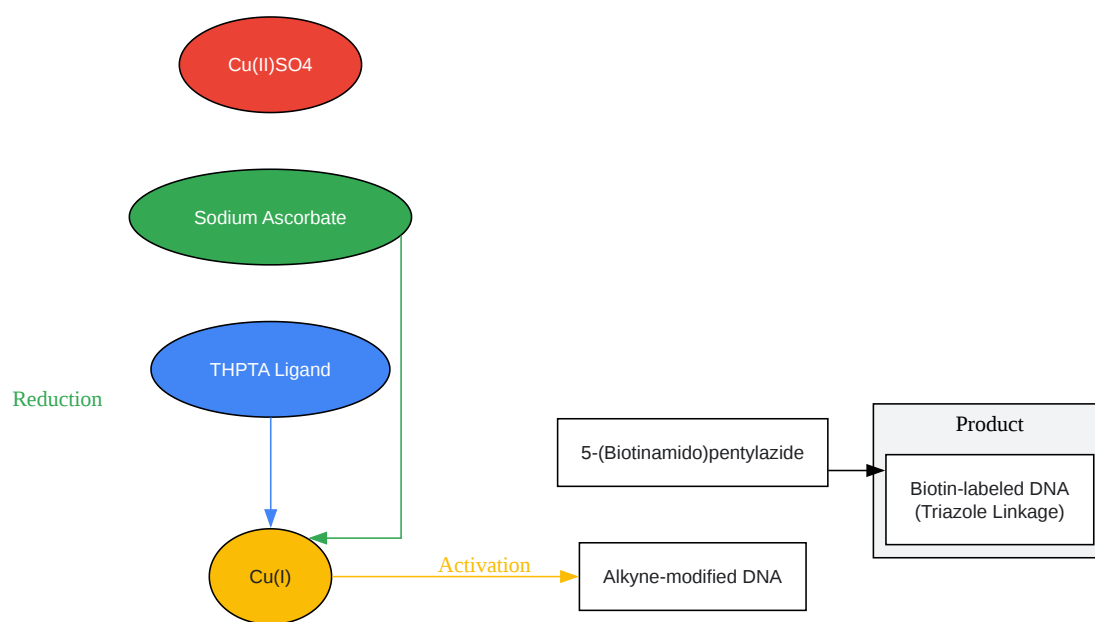 Cu(II)SO4
Sodium Ascorbate
THPTA Ligand
Reduction
Product
5-(Biotinamido)pentylazide
Biotin-labeled DNA
(Triazole Linkage)
Activation
Cu(I)
Alkyne-modified DNA